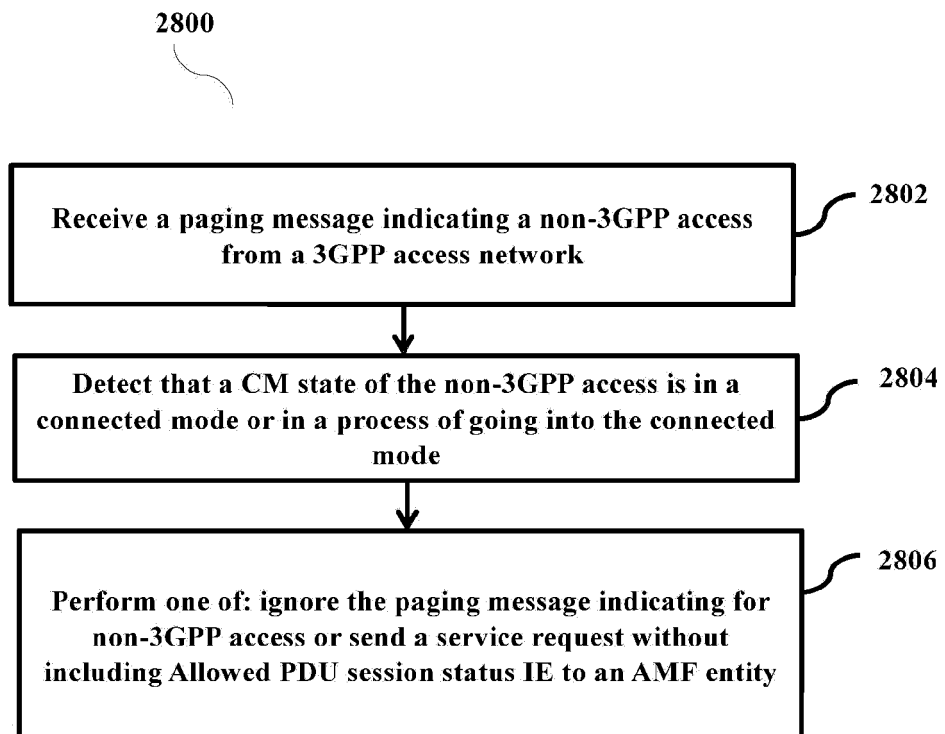 2800
Receive a paging message indicating a non-3GPP access
from a 3GPP access network
2802
Detect that a CM state of the non-3GPP access is in a
connected mode or in a process of going into the connected
mode
2804
Perform one of: ignore the paging message indicating for
non-3GPP access or send a service request without
including Allowed PDU session status IE to an AMF entity
2806